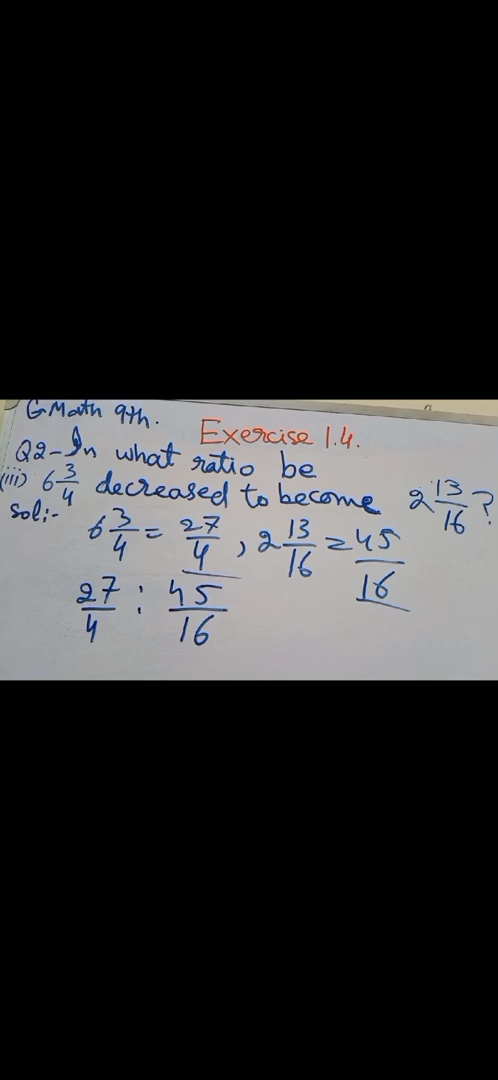 G Math 9th.
Exercise 1.4.
Q2- In what ratio be
(iii) 6 3/4 decreased to become 2 13/16 ?
Sol:-
6 3/4 = 27/4 , 2 13/16 = 45/16
27/4 : 45/16